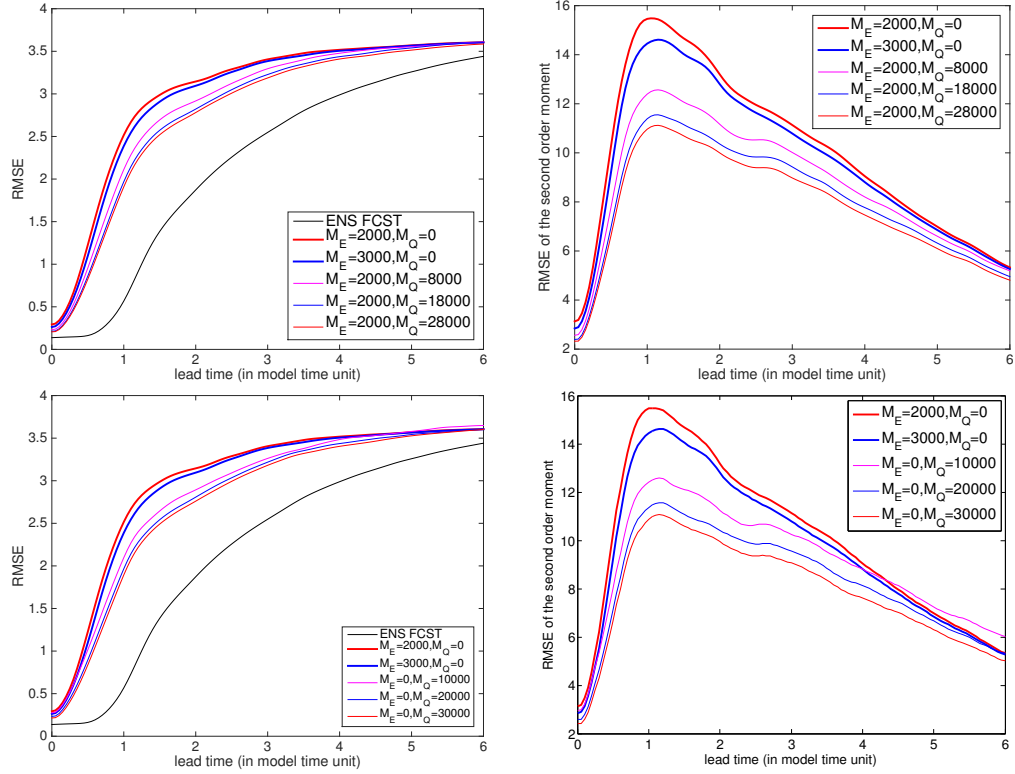 4
3.5
3
2.5
2
1.5
1
0.5
0
RMSE
0 1 2 3 4 5 6
lead time (in model time unit)
ENS FCST
M_E=2000,M_Q=0
M_E=3000,M_Q=0
M_E=2000,M_Q=8000
M_E=2000,M_Q=18000
M_E=2000,M_Q=28000
16
14
12
10
8
6
4
2
RMSE of the second order moment
0 1 2 3 4 5 6
lead time (in model time unit)
M_E=2000,M_Q=0
M_E=3000,M_Q=0
M_E=2000,M_Q=8000
M_E=2000,M_Q=18000
M_E=2000,M_Q=28000
4
3.5
3
2.5
2
1.5
1
0.5
0
RMSE
0 1 2 3 4 5 6
lead time (in model time unit)
ENS FCST
M_E=2000,M_Q=0
M_E=3000,M_Q=0
M_E=0,M_Q=10000
M_E=0,M_Q=20000
M_E=0,M_Q=30000
16
14
12
10
8
6
4
2
RMSE of the second order moment
0 1 2 3 4 5 6
lead time (in model time unit)
M_E=2000,M_Q=0
M_E=3000,M_Q=0
M_E=0,M_Q=10000
M_E=0,M_Q=20000
M_E=0,M_Q=30000